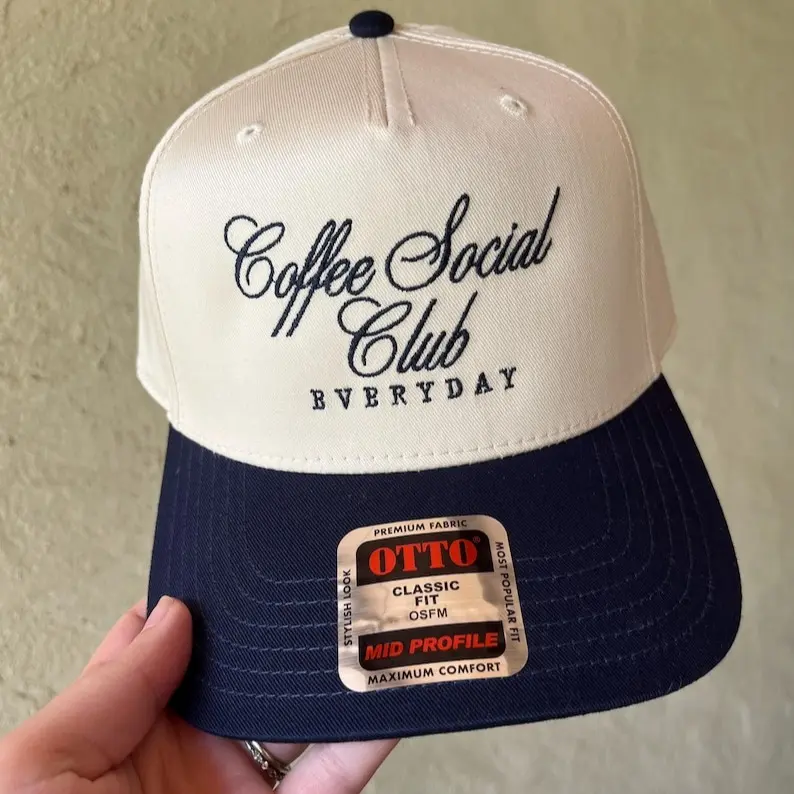 Coffee Social
Club
EVERYDAY
PREMIUM FABRIC
OTTO®
STYLISH LOOK
CLASSIC
FIT
OSFM
MOST POPULAR FIT
MID PROFILE
MAXIMUM COMFORT